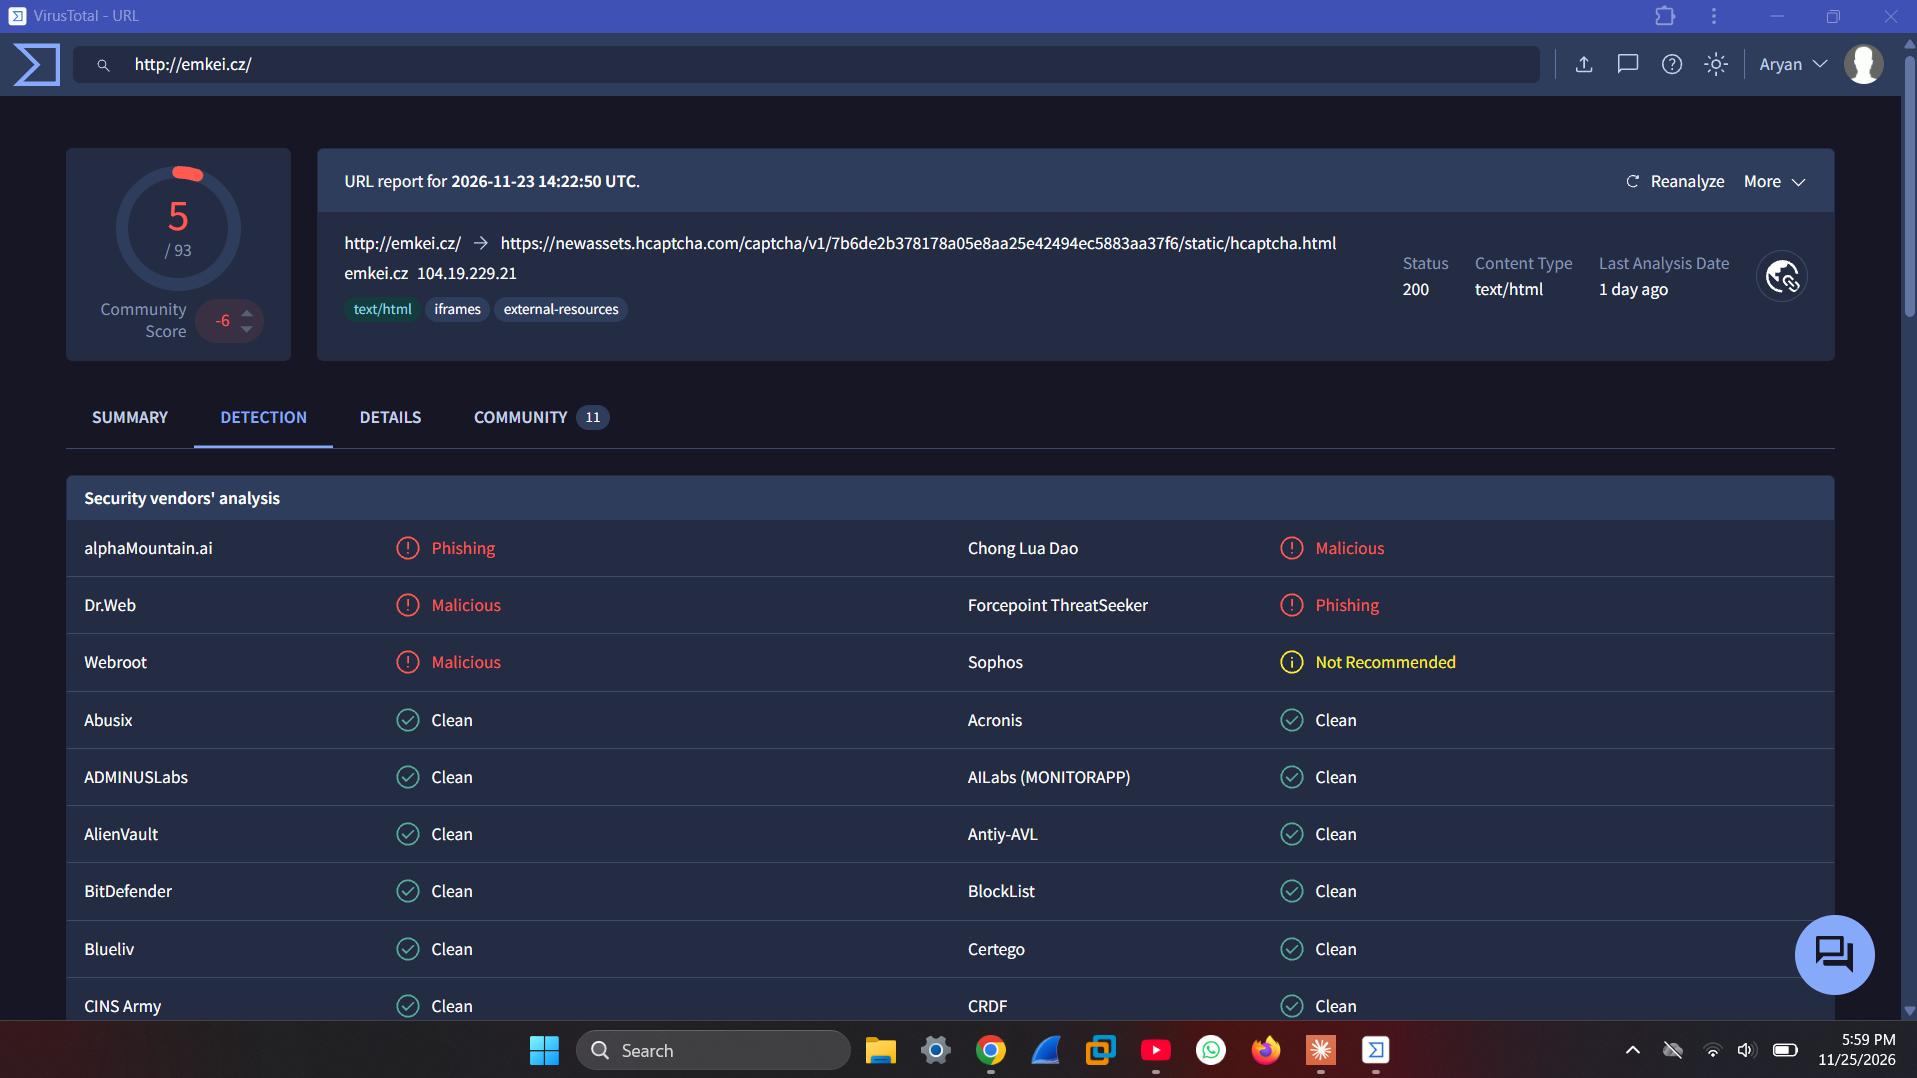 VirusTotal - URL
http://emkei.cz/
Aryan
5
/ 93
Community Score
-6
URL report for 2026-11-23 14:22:50 UTC.
Reanalyze
More
http://emkei.cz/ → https://newassets.hcaptcha.com/captcha/v1/7b6de2b378178a05e8aa25e42494ec5883aa37f6/static/hcaptcha.html
emkei.cz 104.19.229.21
text/html iframes external-resources
Status
200
Content Type
text/html
Last Analysis Date
1 day ago
SUMMARY DETECTION DETAILS COMMUNITY 11
Security vendors' analysis
alphaMountain.ai Phishing Chong Lua Dao Malicious
Dr.Web Malicious Forcepoint ThreatSeeker Phishing
Webroot Malicious Sophos Not Recommended
Abusix Clean Acronis Clean
ADMINUSLabs Clean AILabs (MONITORAPP) Clean
AlienVault Clean Antiy-AVL Clean
BitDefender Clean BlockList Clean
Blueliv Clean Certego Clean
CINS Army Clean CRDF Clean
Search
5:59 PM
11/25/2026